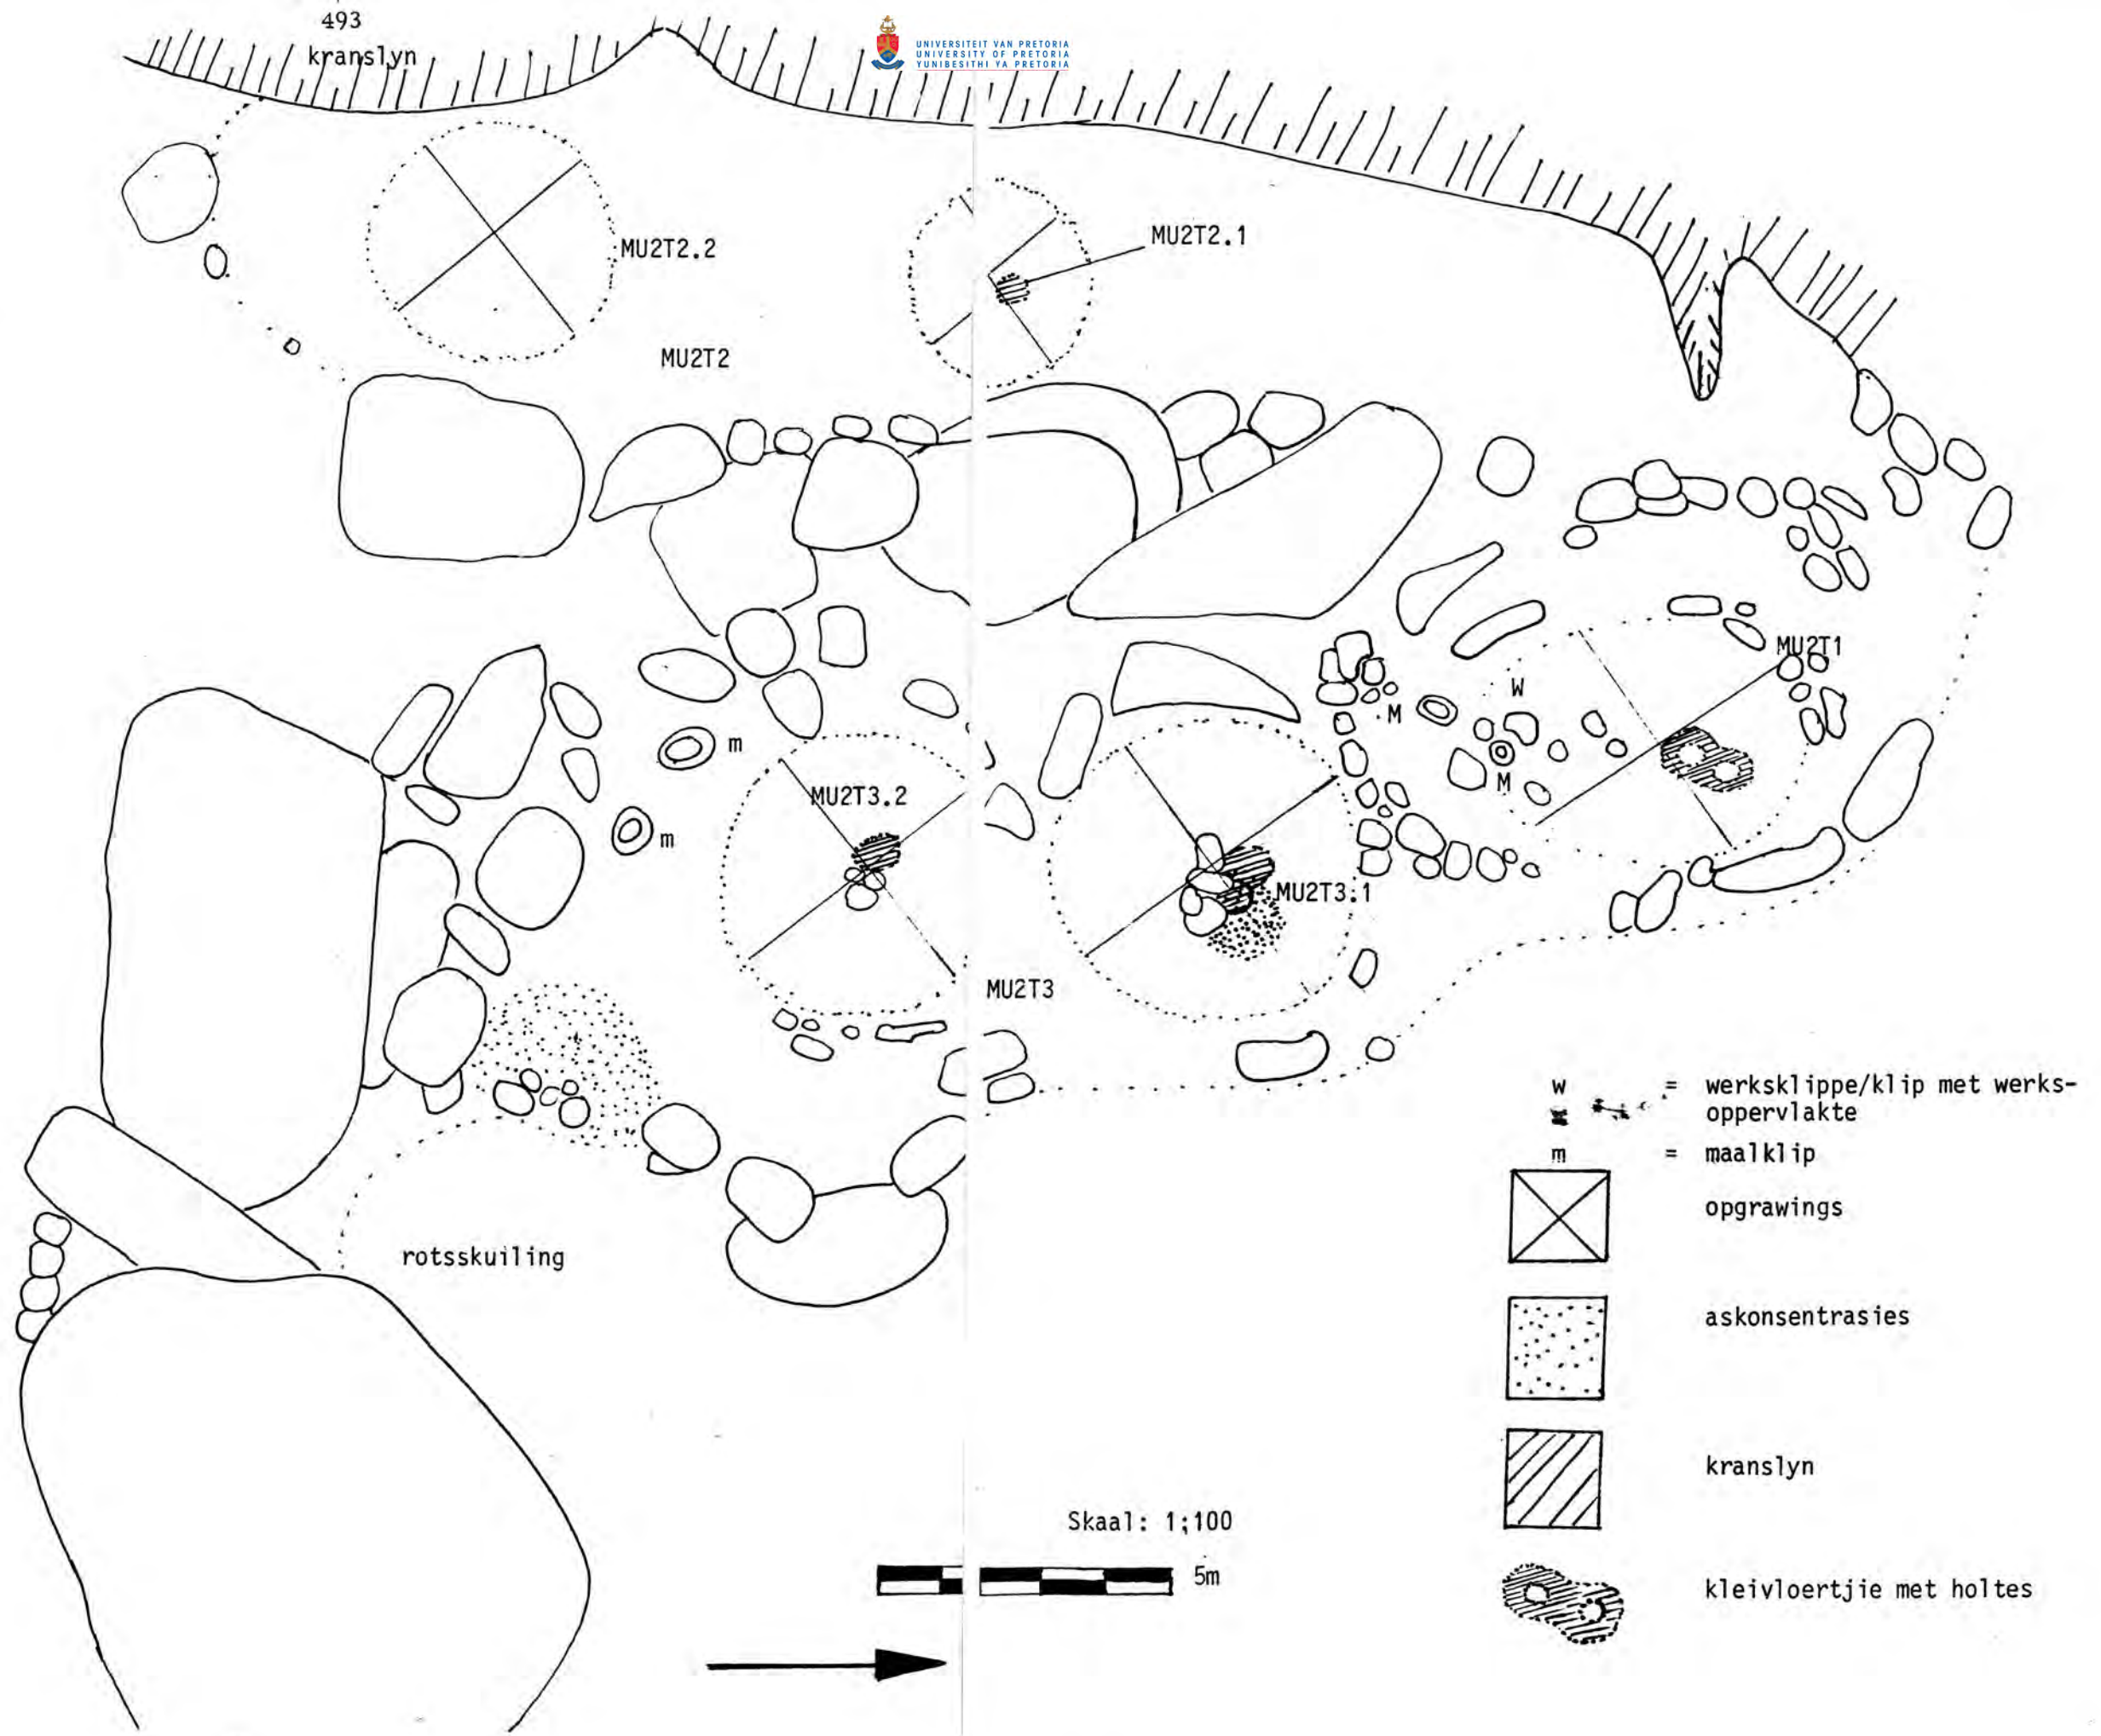 493
kranslyn
UNIVERSITEIT VAN PRETORIA
UNIVERSITY OF PRETORIA
YUNIBESITHI YA PRETORIA
MU2T2.2
MU2T2.1
MU2T2
MU2T1
W
M
m
M
MU2T3.2
m
MU2T3.1
MU2T3
w = werksklippe/klip met werks-
oppervlakte
m = maalklip
opgrawings
rotsskuiling
askonsentrasies
kranslyn
Skaal: 1;100
5m
kleivloertjie met holtes